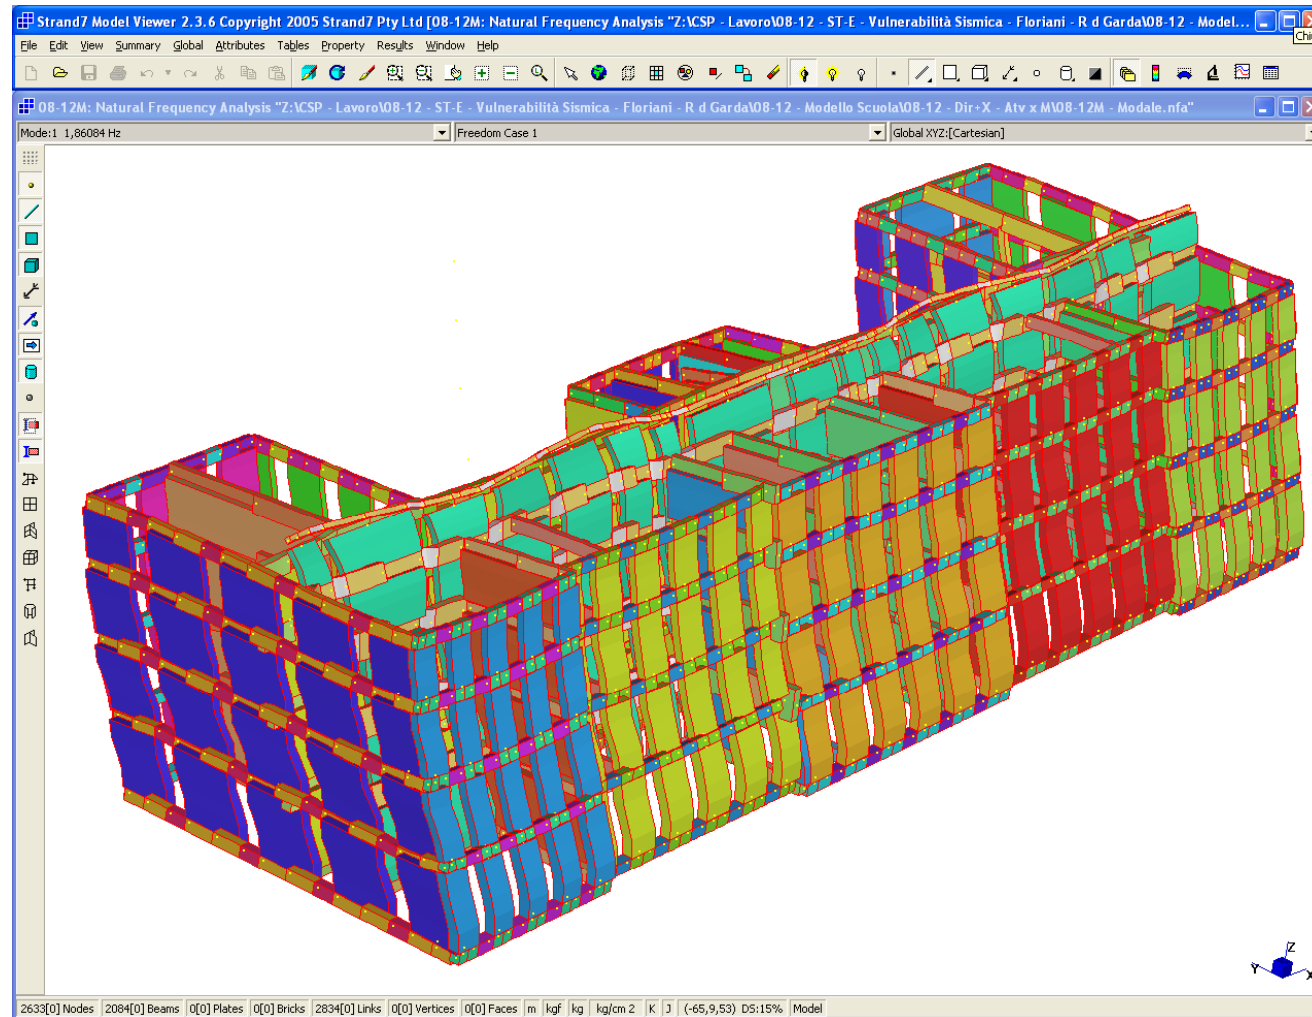 Strand7 Model Viewer 2.3.6 Copyright 2005 Strand7 Pty Ltd [08-12M: Natural Frequency Analysis "Z:\CSP - Lavoro\08-12 - ST-E - Vulnerabilità Sismica - Floriani - R d Garda\08-12 - Model...
Chi
File Edit View Summary Global Attributes Tables Property Results Window Help
08-12M: Natural Frequency Analysis "Z:\CSP - Lavoro\08-12 - ST-E - Vulnerabilità Sismica - Floriani - R d Garda\08-12 - Modello Scuola\08-12 - Dir+X - Atv x M\08-12M - Modale.nfa"
Mode:1 1,86084 Hz Freedom Case 1 Global XYZ:[Cartesian]
Z
Y X
2633[0] Nodes 2084[0] Beams 0[0] Plates 0[0] Bricks 2834[0] Links 0[0] Vertices 0[0] Faces m kgf kg kg/cm 2 K J (-65,9,53) DS:15% Model